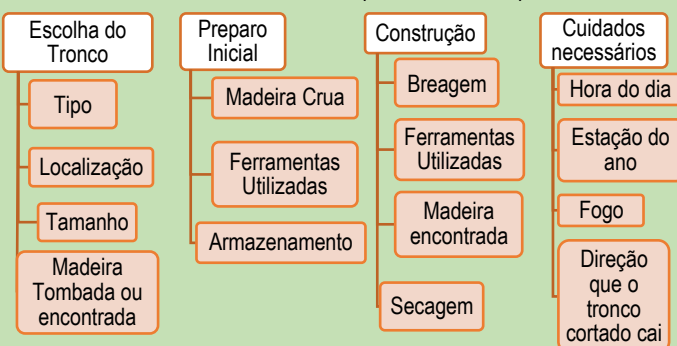 Escolha do
Tronco
Tipo
Localização
Tamanho
Madeira
Tombada ou
encontrada
Preparo
Inicial
Madeira Crua
Ferramentas
Utilizadas
Armazenamento
Construção
Breagem
Ferramentas
Utilizadas
Madeira
encontrada
Secagem
Cuidados
necessários
Hora do dia
Estação do
ano
Fogo
Direção
que o
tronco
cortado cai